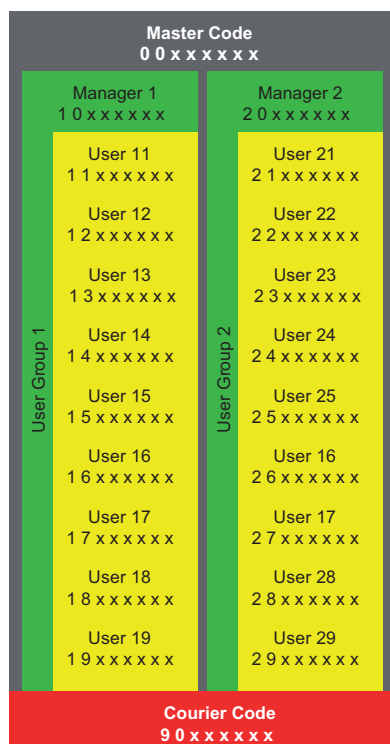 Master Code
0 0 x x x x x x
Manager 1
1 0 x x x x x x
User Group 1
User 11
1 1 x x x x x x
User 12
1 2 x x x x x x
User 13
1 3 x x x x x x
User 14
1 4 x x x x x x
User 15
1 5 x x x x x x
User 16
1 6 x x x x x x
User 17
1 7 x x x x x x
User 18
1 8 x x x x x x
User 19
1 9 x x x x x x
Manager 2
2 0 x x x x x x
User Group 2
User 21
2 1 x x x x x x
User 22
2 2 x x x x x x
User 23
2 3 x x x x x x
User 24
2 4 x x x x x x
User 25
2 5 x x x x x x
User 16
2 6 x x x x x x
User 17
2 7 x x x x x x
User 28
2 8 x x x x x x
User 29
2 9 x x x x x x
Courier Code
9 0 x x x x x x